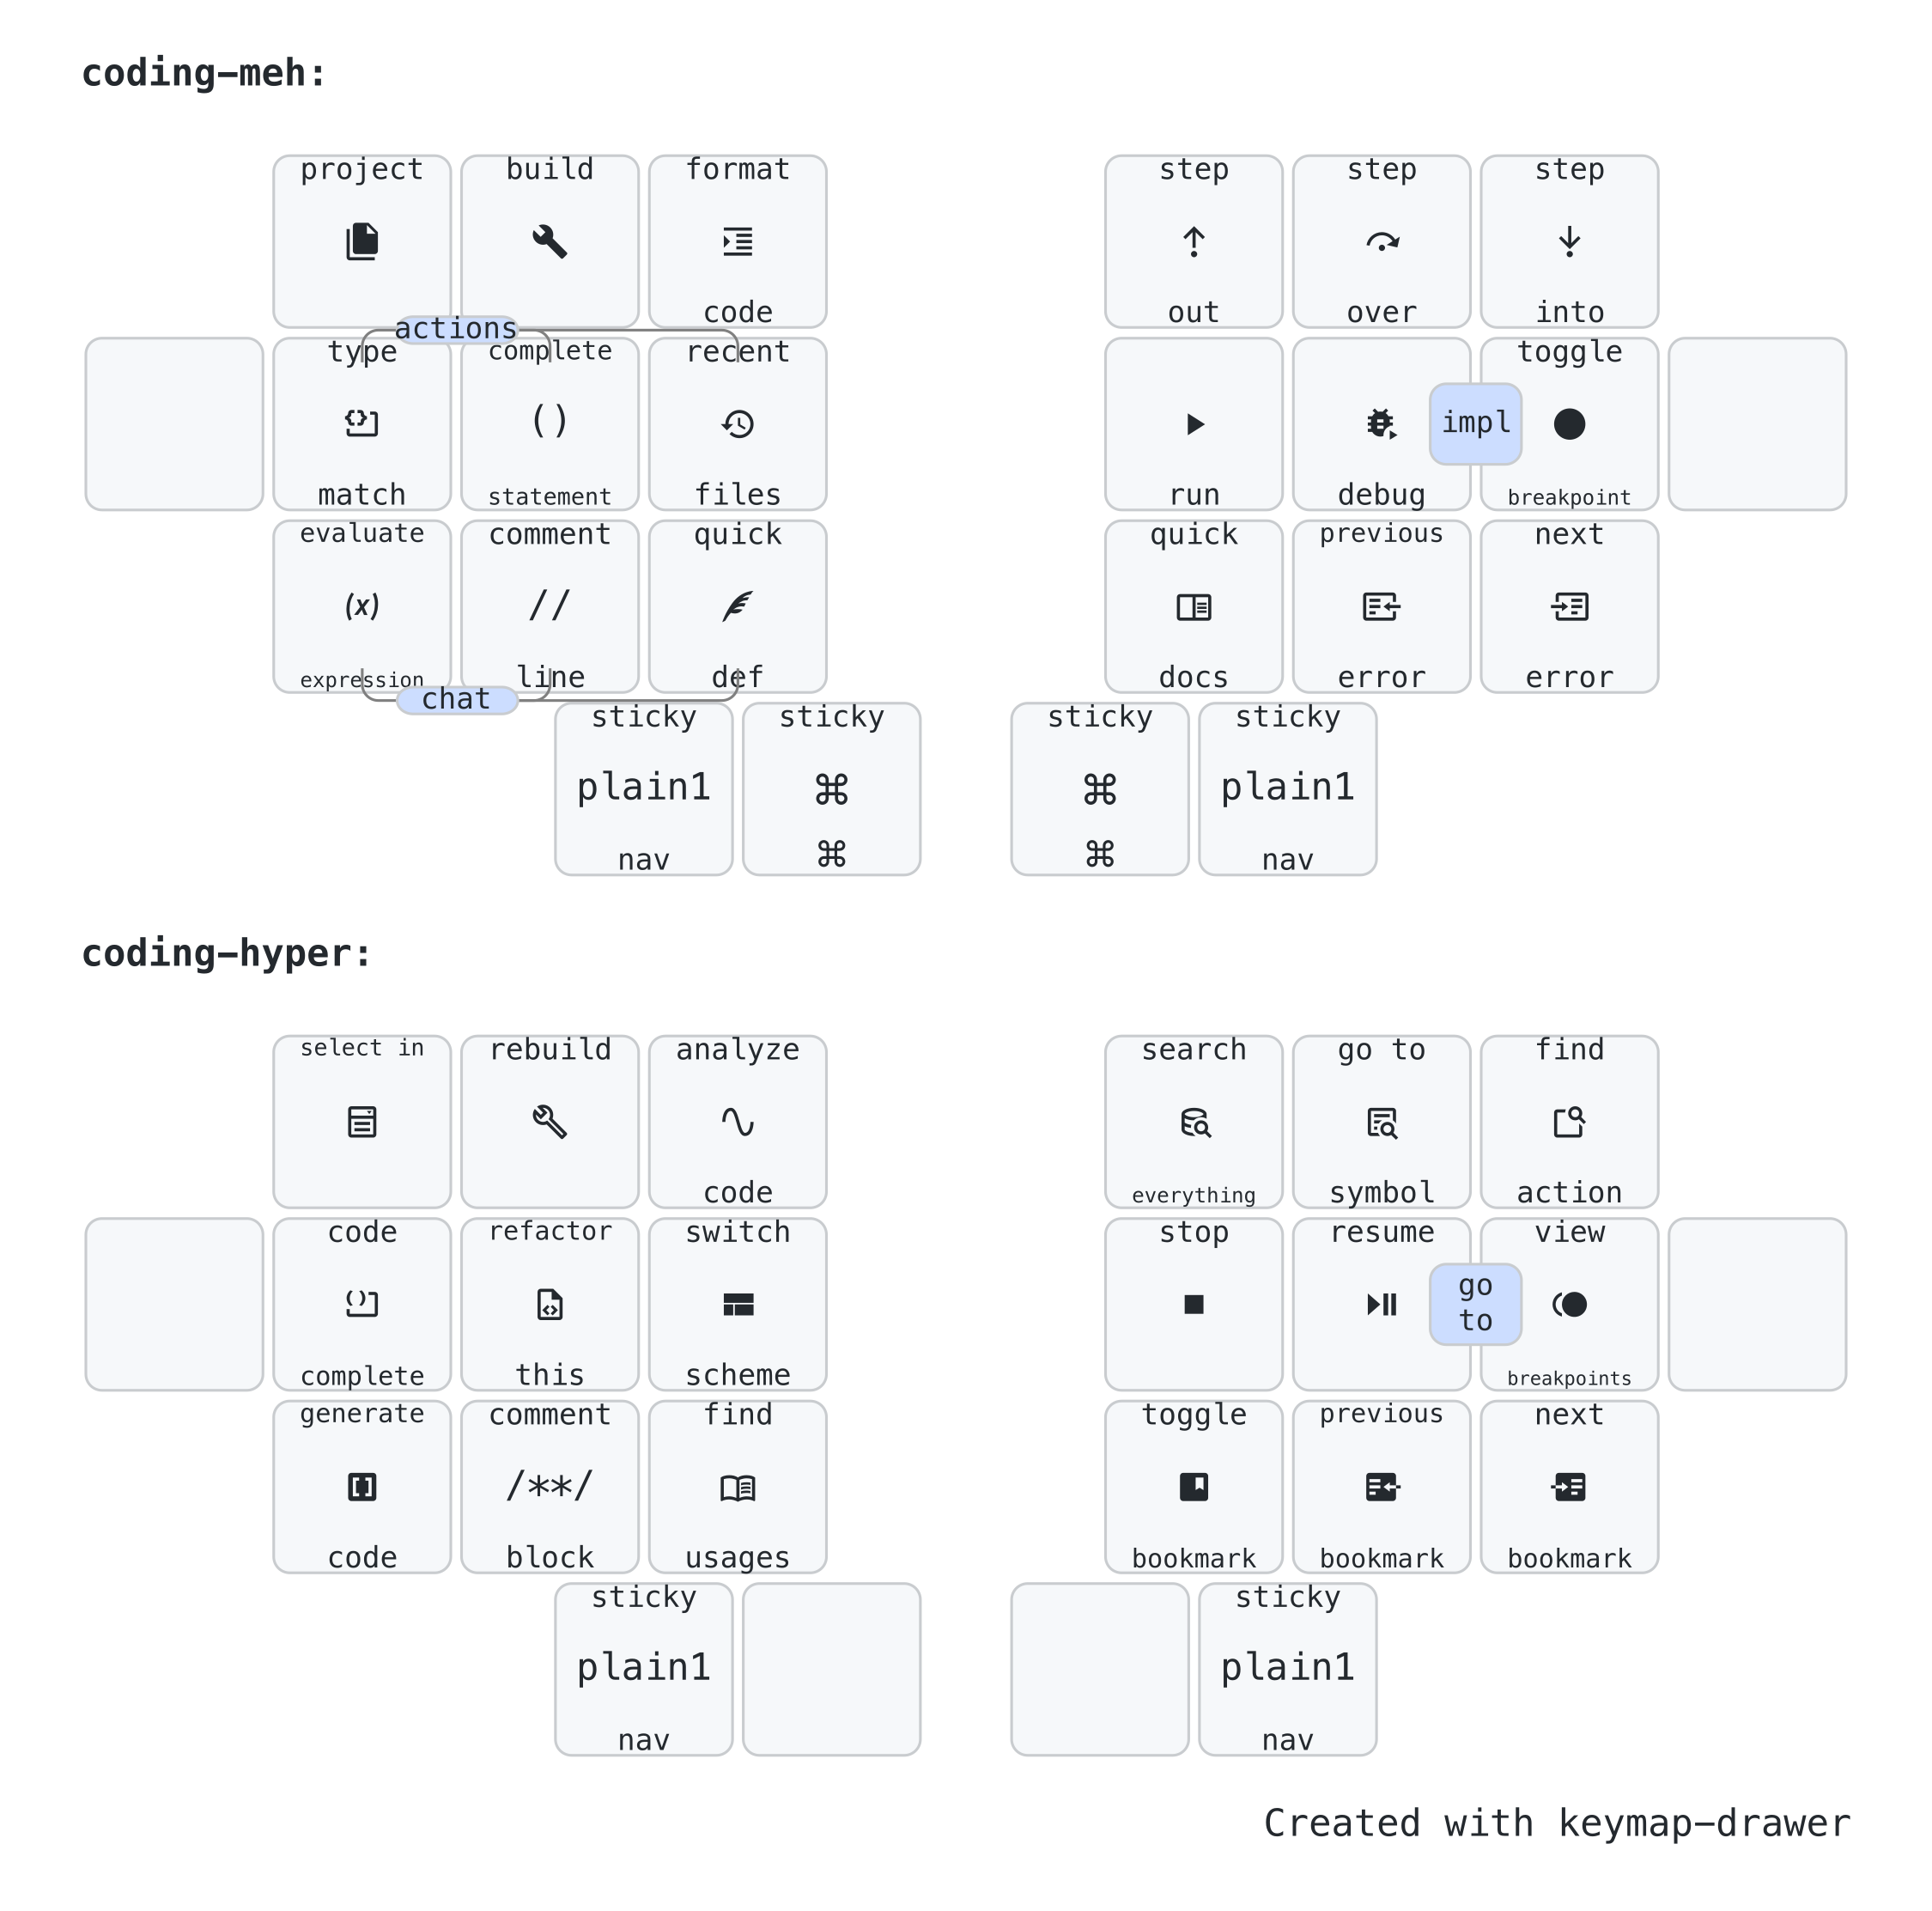 coding-meh:
project build format step step step
code out over into
actions
type complete recent toggle
() impl
match statement files run debug breakpoint
evaluate comment quick quick previous next
(x) //
expression line def docs error error
chat
sticky sticky sticky sticky
plain1 ⌘ ⌘ plain1
nav ⌘ ⌘ nav
coding-hyper:
select in rebuild analyze search go to find
code everything symbol action
code refactor switch stop resume view
go
to
complete this scheme breakpoints
generate comment find toggle previous next
/**/
code block usages bookmark bookmark bookmark
sticky sticky
plain1 plain1
nav nav
Created with keymap-drawer